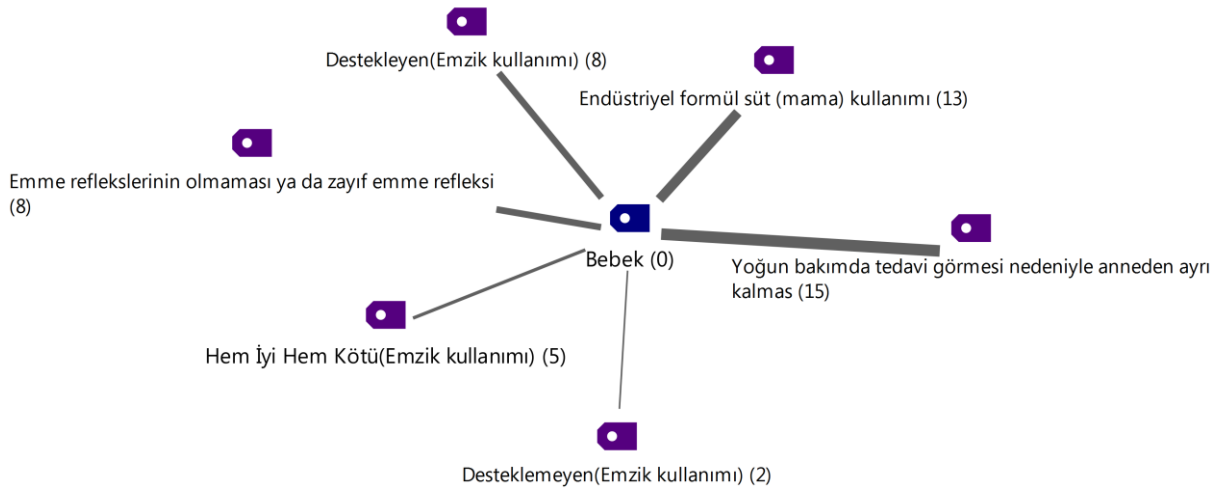 Destekleyen(Emzik kullanımı) (8)
Endüstriyel formül süt (mama) kullanımı (13)
Emme reflekslerinin olmaması ya da zayıf emme refleksi
(8)
Bebek (0)
Yoğun bakımda tedavi görmesi nedeniyle anneden ayrı
kalmas (15)
Hem İyi Hem Kötü(Emzik kullanımı) (5)
Desteklemeyen(Emzik kullanımı) (2)